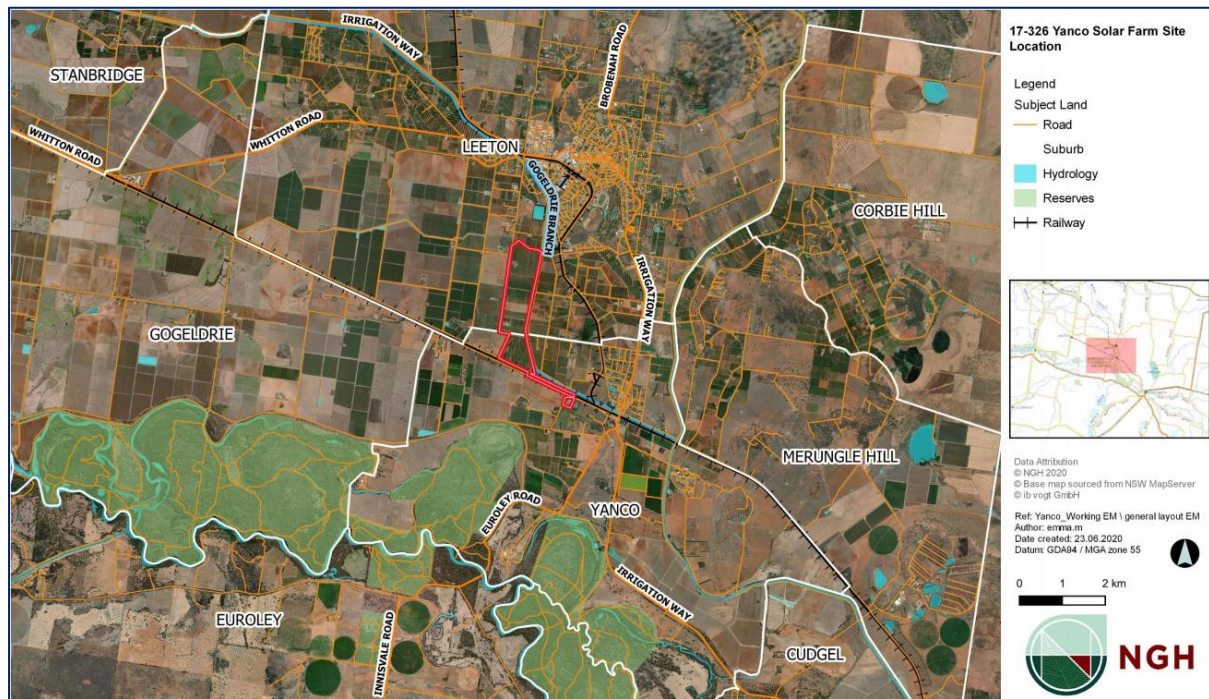 IRRIGATION WAY
BROBENAH ROAD
STANBRIDGE
WHITTON ROAD
WHITTON ROAD
LEETON
GOGELDRIE BRANCH
CORBIE HILL
IRRIGATION WAY
GOGELDRIE
MERUNGLE HILL
EUROLEY ROAD
YANCO
IRRIGATION WAY
EUROLEY
INNISVALE ROAD
CUDGEL
17-326 Yanco Solar Farm Site
Location
Legend
Subject Land
Road
Suburb
Hydrology
Reserves
Railway
Data Attribution
© NGH 2020
© Base map sourced from NSW MapServer
© ib vogt GmbH
Ref: Yanco_Working EM \ general layout EM
Author: emma.m
Date created: 23.06.2020
Datum: GDA94 / MGA zone 55
0 1 2 km
NGH